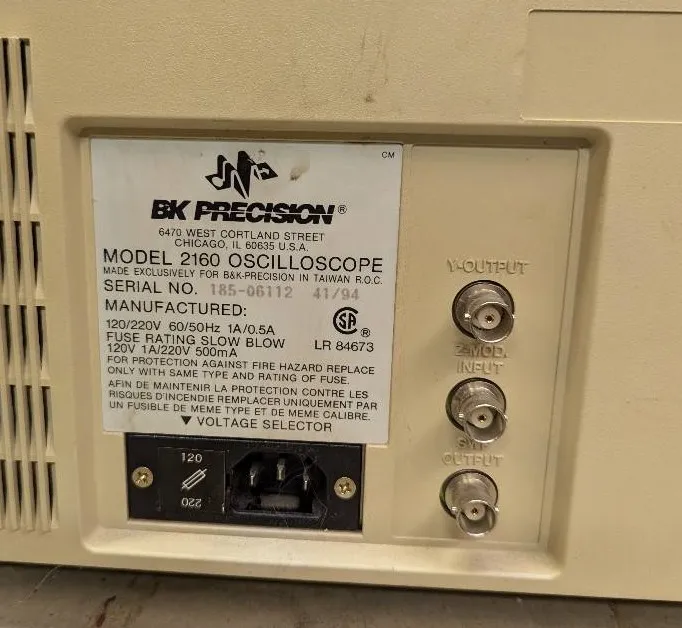 CM
BK PRECISION®
6470 WEST CORTLAND STREET
CHICAGO, IL 60635 U.S.A.
MODEL 2160 OSCILLOSCOPE
MADE EXCLUSIVELY FOR B&K-PRECISION IN TAIWAN R.O.C.
SERIAL NO. 185-06112 41/94
MANUFACTURED:
120/220V 60/50Hz 1A/0.5A
FUSE RATING SLOW BLOW
120V 1A/220V 500mA
SA ®
LR 84673
FOR PROTECTION AGAINST FIRE HAZARD REPLACE
ONLY WITH SAME TYPE AND RATING OF FUSE.
AFIN DE MAINTENIR LA PROTECTION CONTRE LES
RISQUES D'INCENDIE REMPLACER UNIQUEMENT PAR
UN FUSIBLE DE MEME TYPE ET DE MEME CALIBRE.
▼ VOLTAGE SELECTOR
120
220
Y-OUTPUT
Z-MOD.
INPUT
OUTPUT